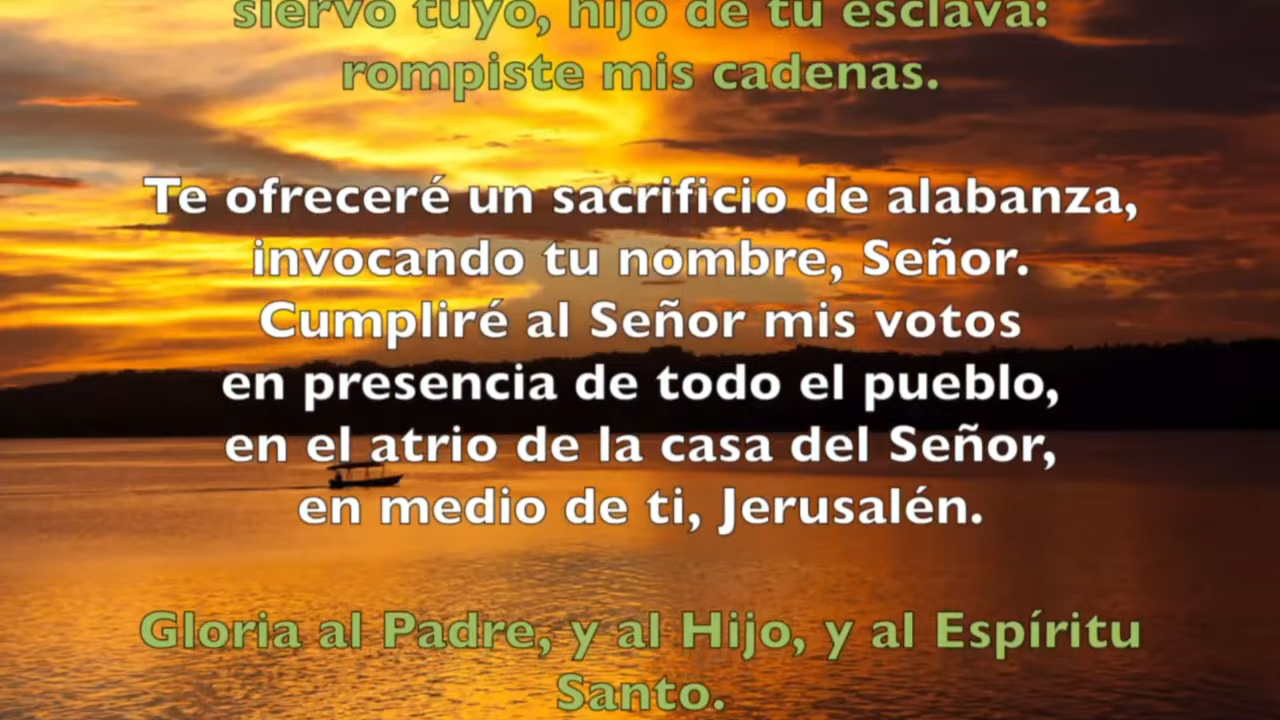 siervo tuyo, hijo de tu esclava:
rompiste mis cadenas.
Te ofreceré un sacrificio de alabanza,
invocando tu nombre, Señor.
Cumpliré al Señor mis votos
en presencia de todo el pueblo,
en el atrio de la casa del Señor,
en medio de ti, Jerusalén.
Gloria al Padre, y al Hijo, y al Espíritu
Santo.